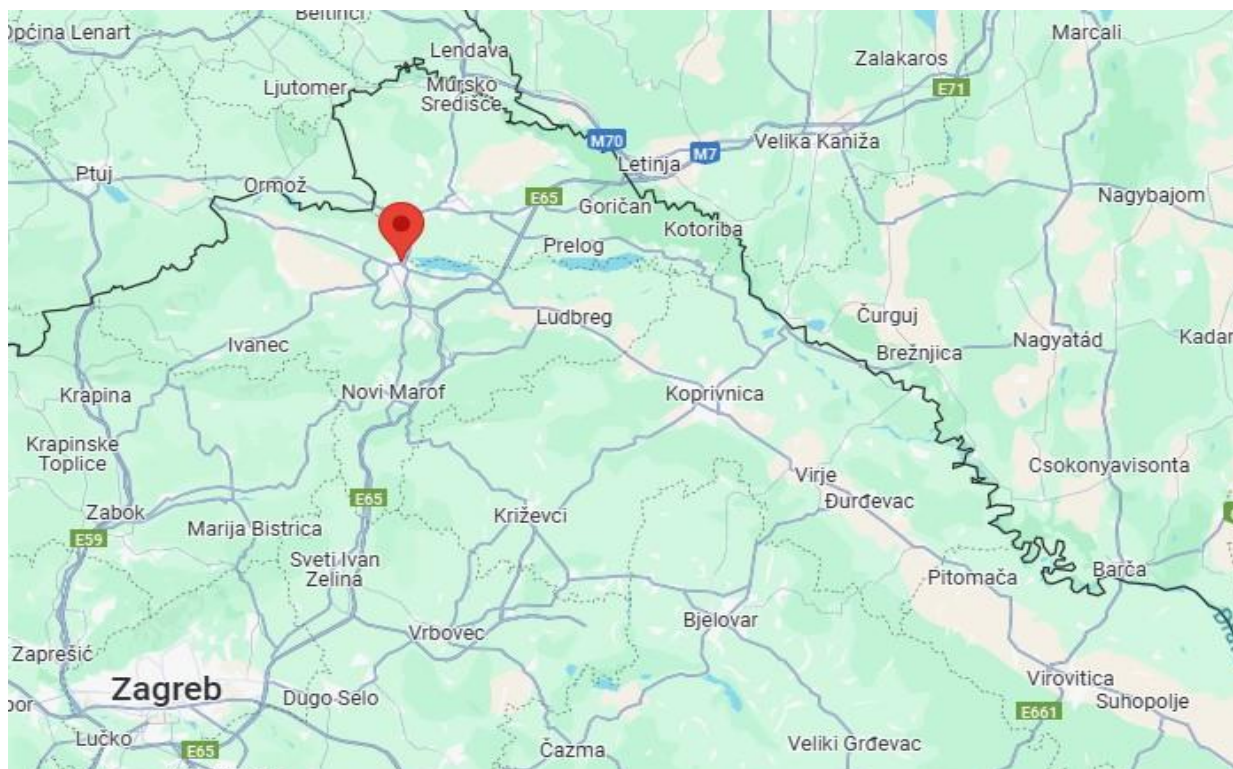 Beltinci
Općina Lenart
Marcali
Lendava
Zalakaros
Ljutomer
Mursko
Središće
E71
M70
Velika Kaniža
M7
Letinja
Ptuj
Ormož
E65
Nagybajom
Goričan
Kotoriba
Prelog
Čurguj
Ludbreg
Ivanec
Brežnjica
Nagyatád
Kadar
Krapina
Novi Marof
Koprivnica
Krapinske
Toplice
Csokonyavisonta
Virje
E65
Đurđevac
Zabok
Križevci
Marija Bistrica
E59
Sveti Ivan
Zelina
Barča
Pitomača
Bjelovar
Vrbovec
Zaprešić
Virovitica
Zagreb
Dugo Selo
Suhopolje
bor
E661
Lučko
E65
Čazma
Veliki Grđevac